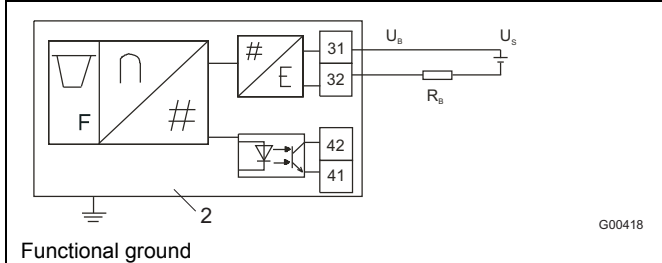 31 U_B U_S
#
E
32
R_B
F
#
42
41
2
G00418
Functional ground